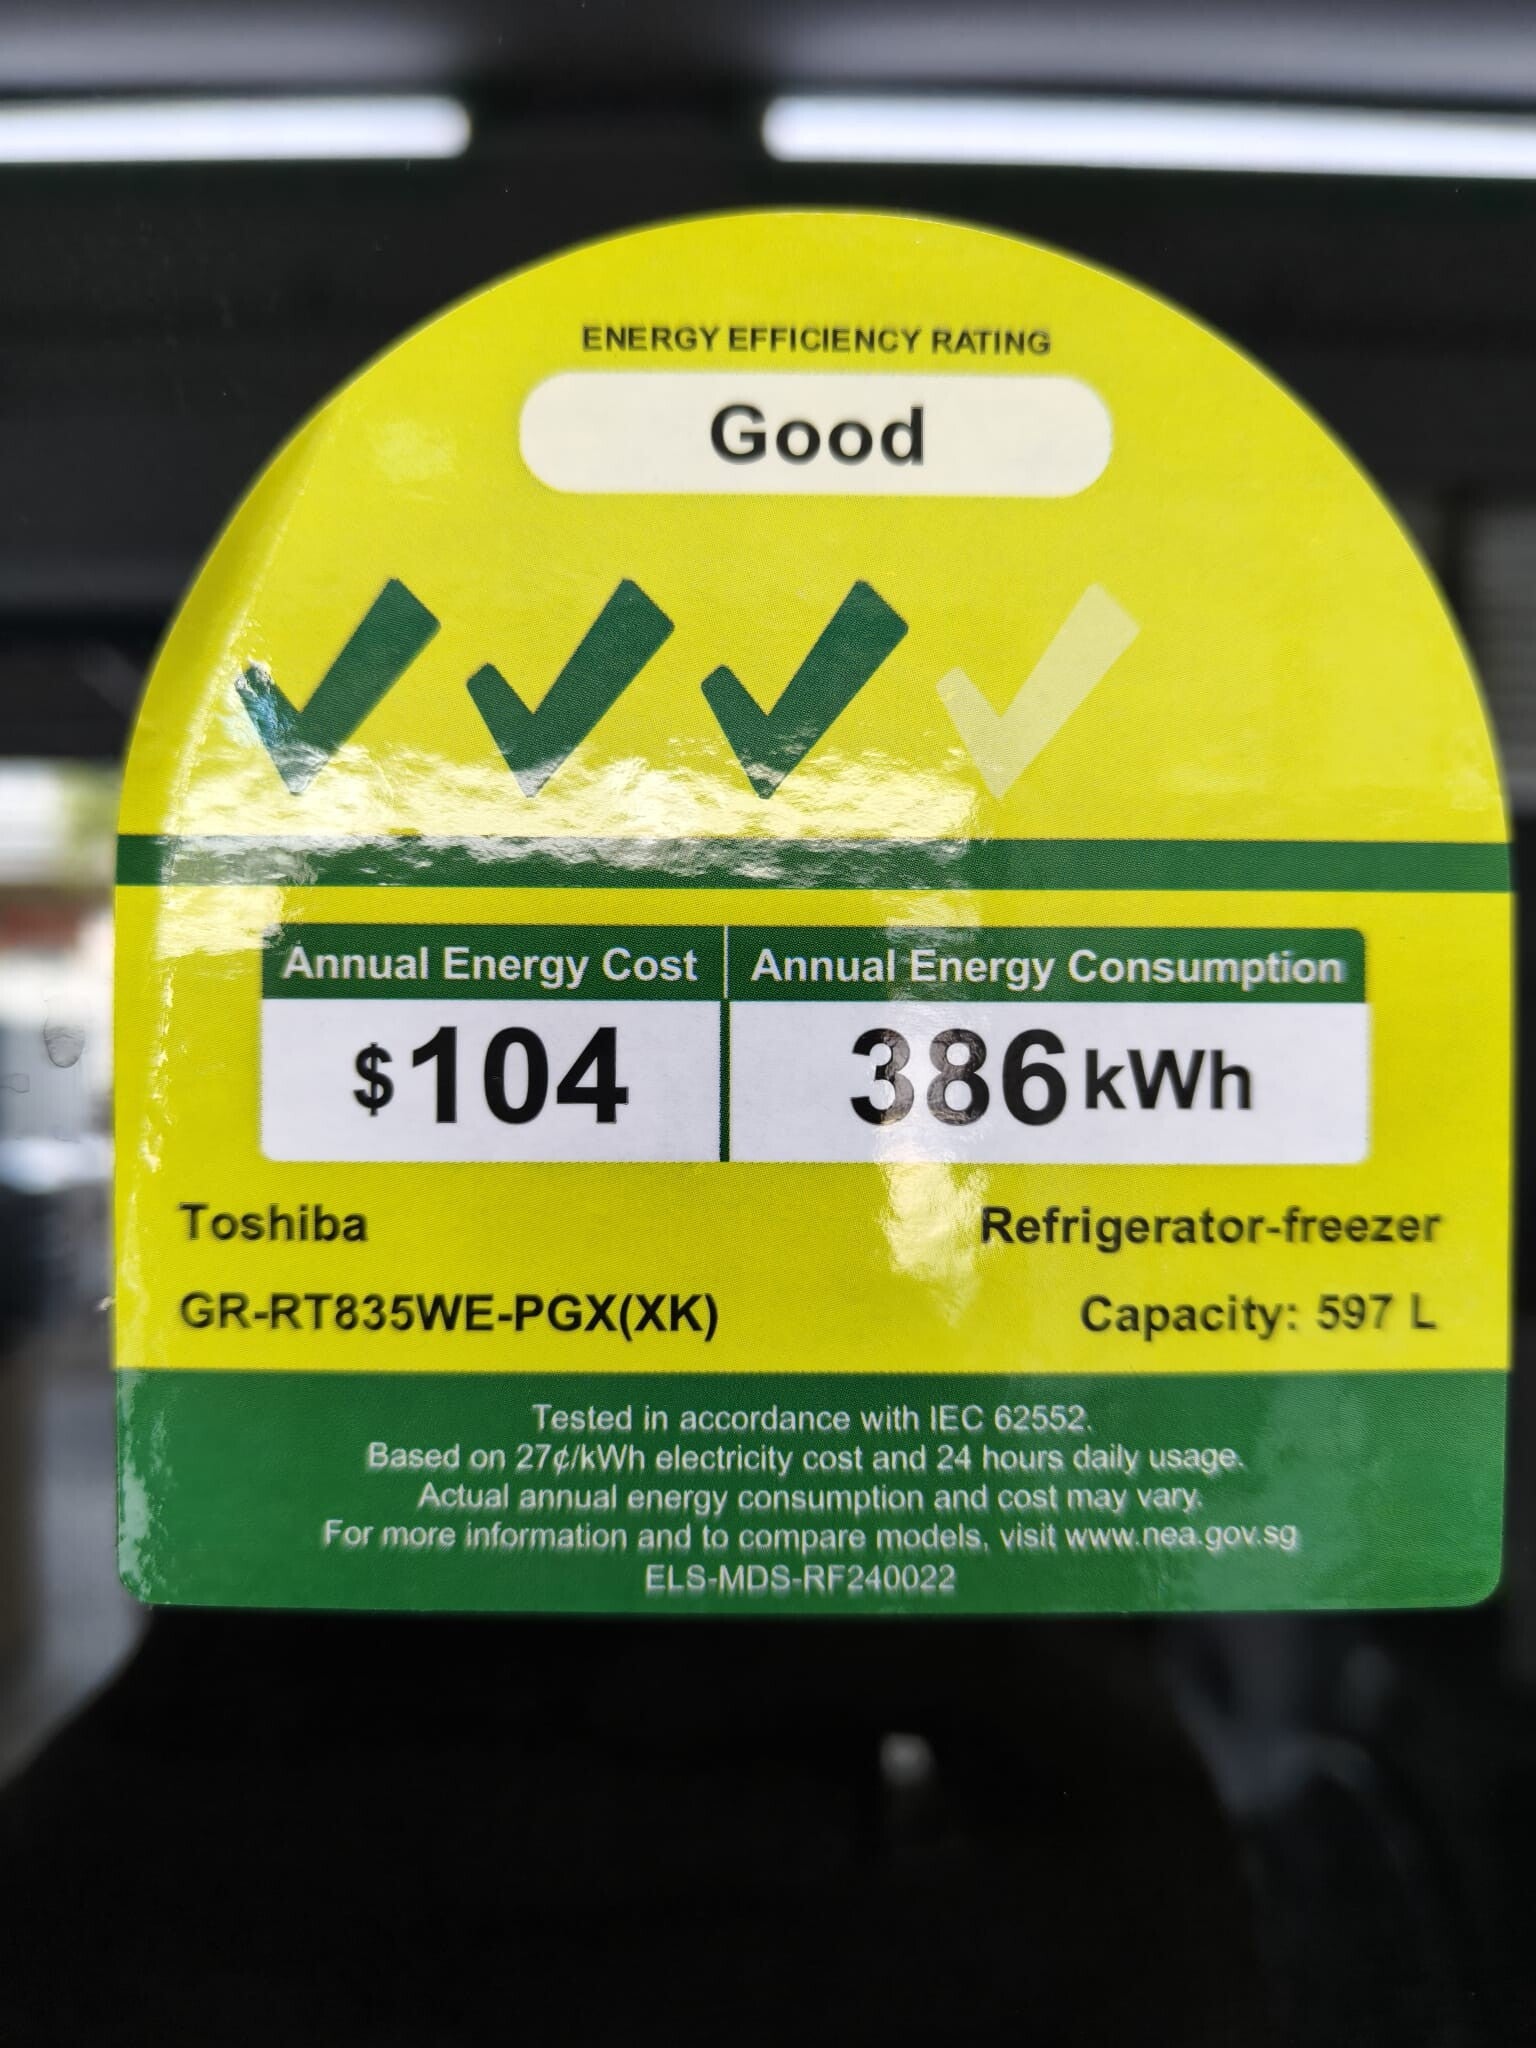 ENERGY EFFICIENCY RATING
Good
Annual Energy Cost Annual Energy Consumption
$104 386 kWh
Toshiba Refrigerator-freezer
GR-RT835WE-PGX(XK) Capacity: 597 L
Tested in accordance with IEC 62552.
Based on 27¢/kWh electricity cost and 24 hours daily usage.
Actual annual energy consumption and cost may vary.
For more information and to compare models, visit www.nea.gov.sg
ELS-MDS-RF240022